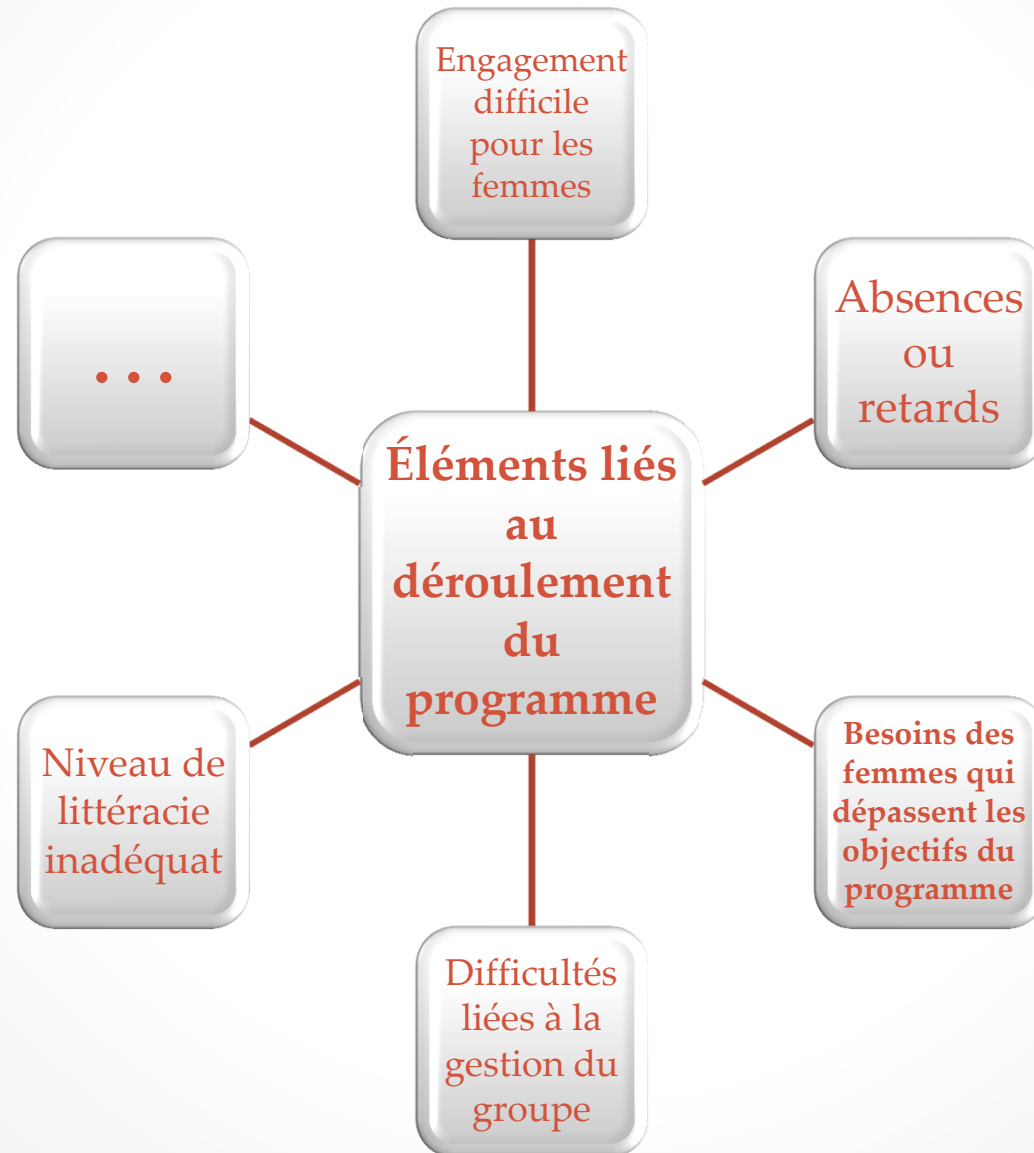 Engagement
difficile
pour les
femmes
Absences
ou
retards
. . .
Éléments liés
au
déroulement
du
programme
Besoins des
femmes qui
dépassent les
objectifs du
programme
Niveau de
littéracie
inadéquat
Difficultés
liées à la
gestion du
groupe